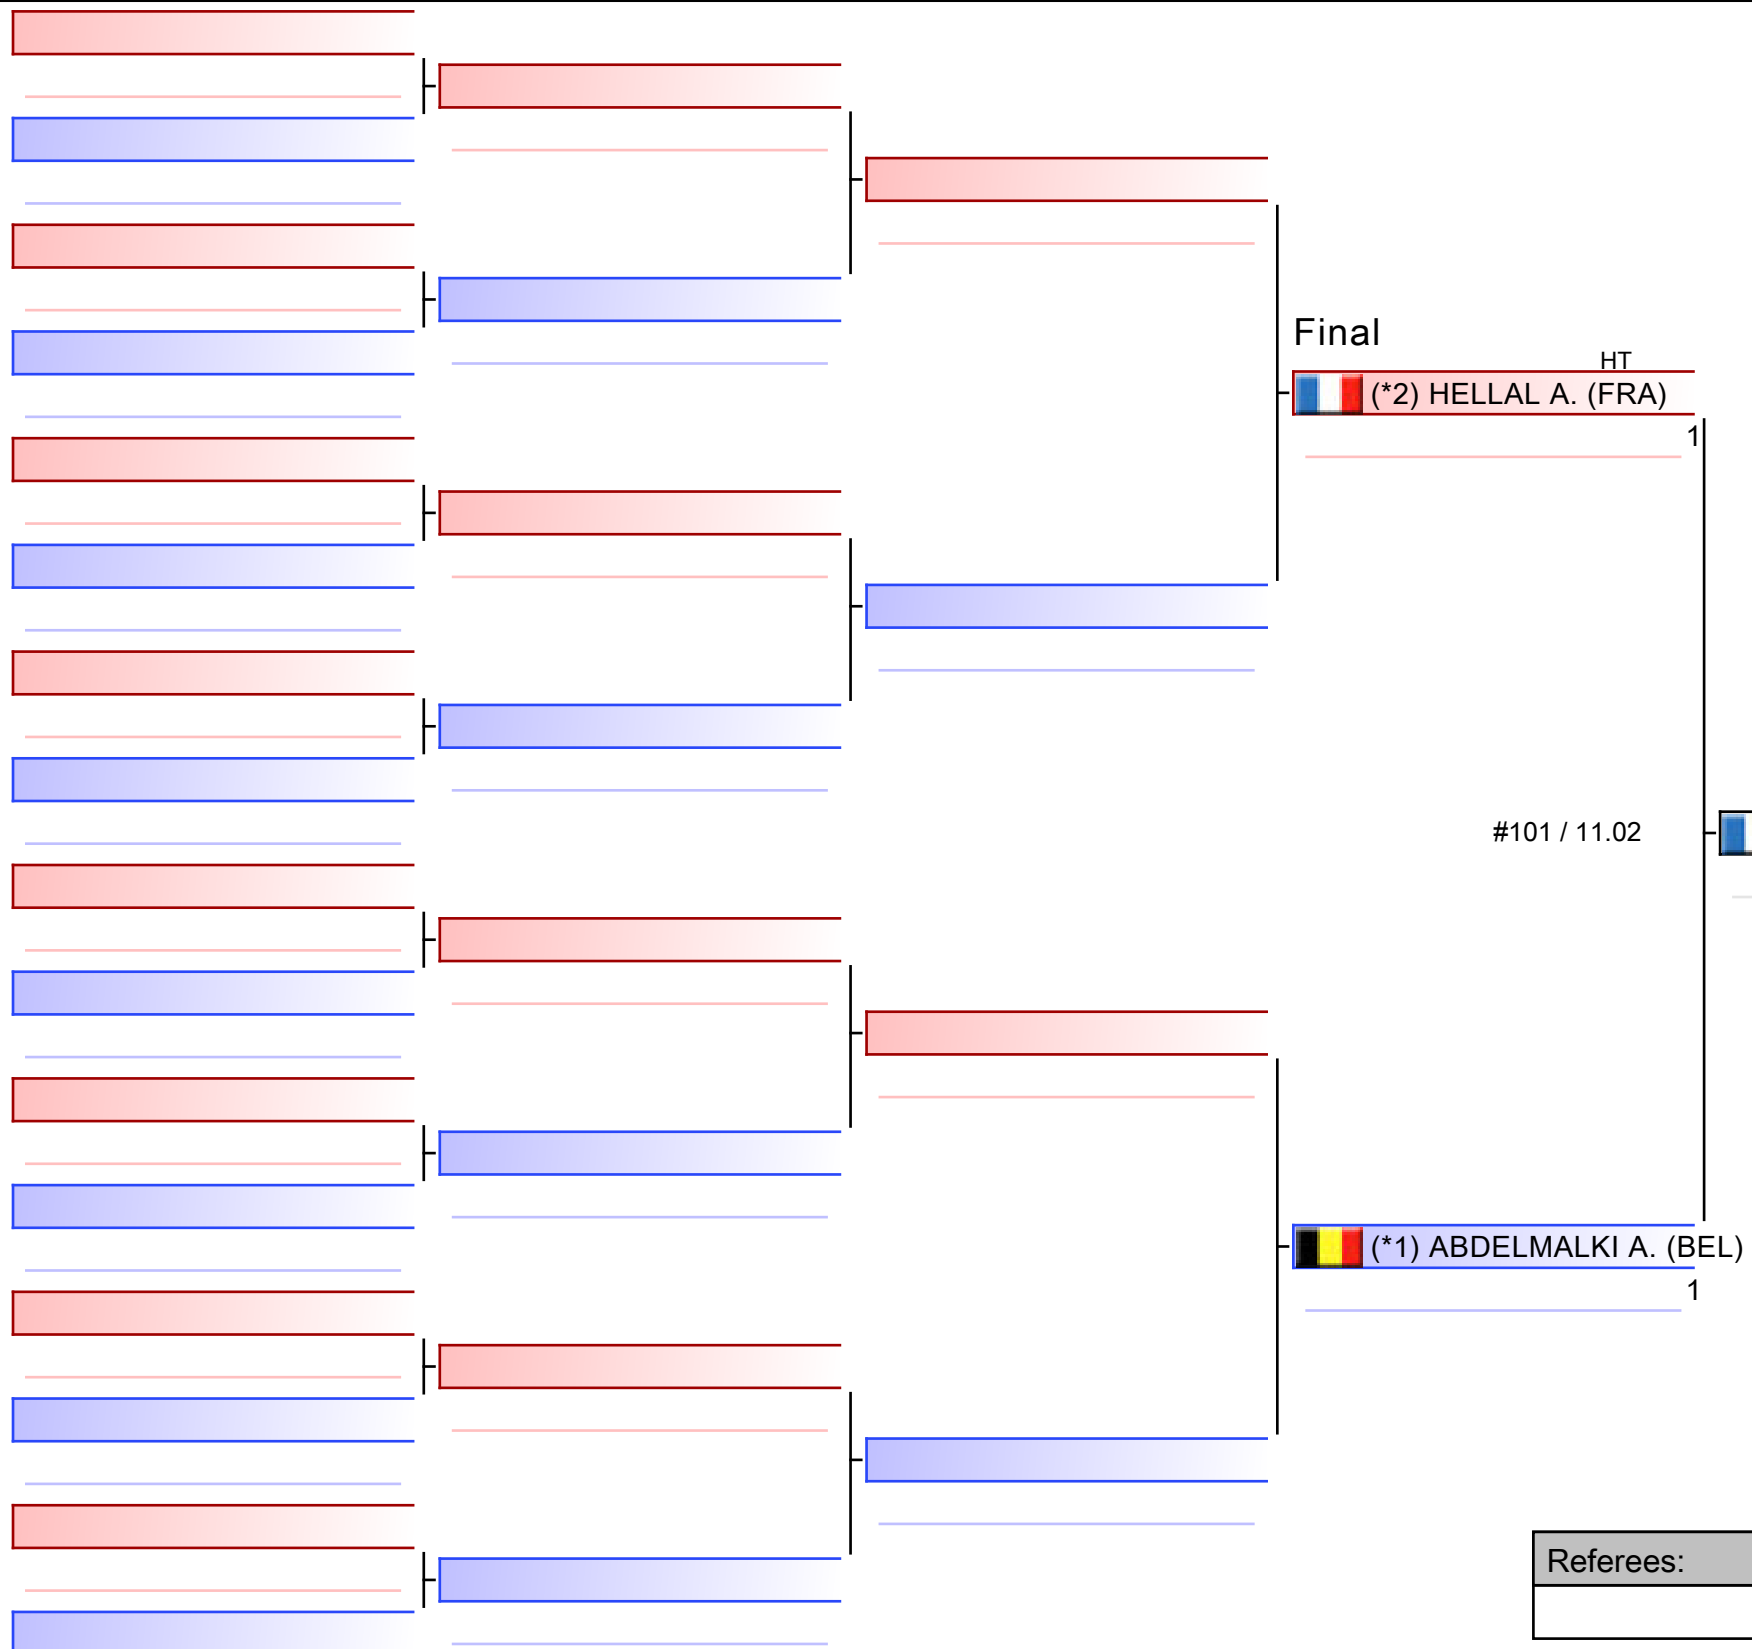 Final
HT
(*2) HELLAL A. (FRA)
1
#101 / 11.02
(*1) ABDELMALKI A. (BEL)
1
Referees: